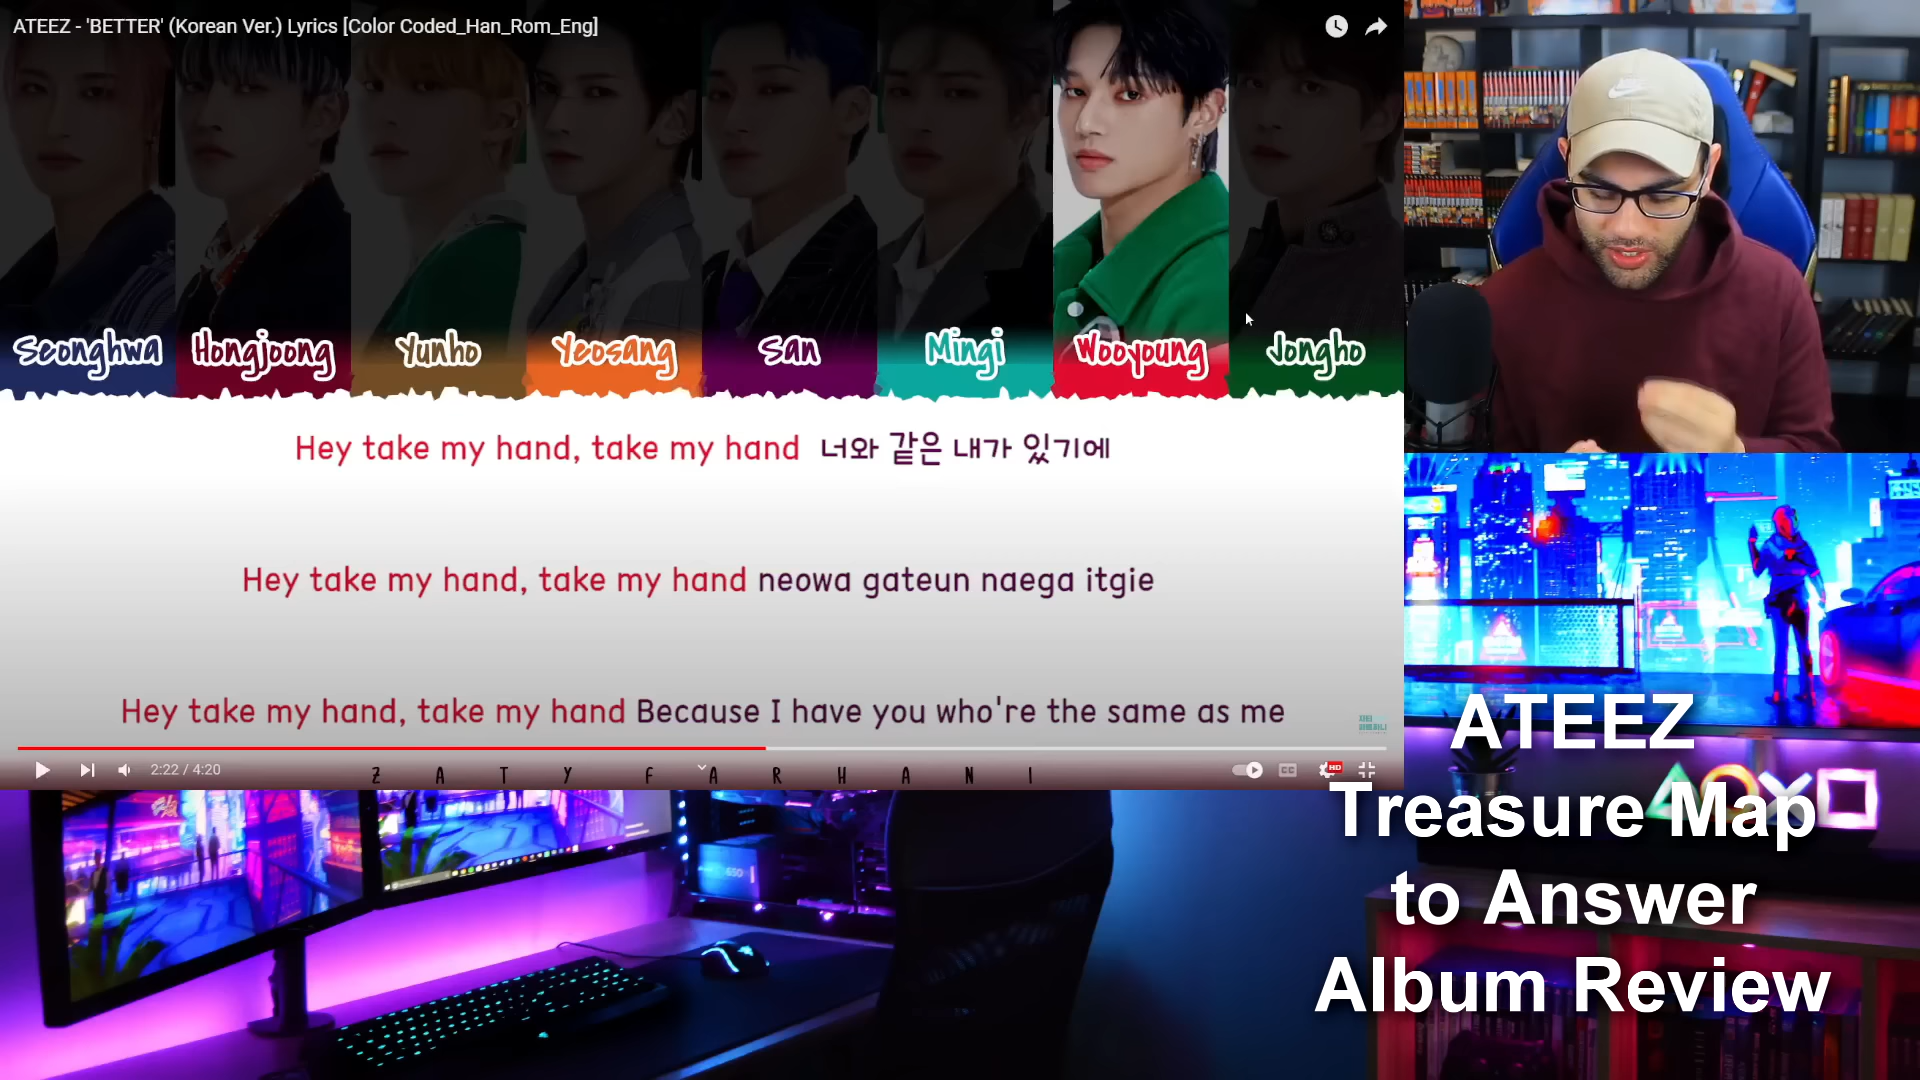 ATEEZ - 'BETTER' (Korean Ver.) Lyrics [Color Coded_Han_Rom_Eng]
Seonghwa Hongjoong Yunho Yeosang San Mingi Wooyoung Jongho
Hey take my hand, take my hand 너와 같은 내가 있기에
Hey take my hand, take my hand neowa gateun naega itgie
Hey take my hand, take my hand Because I have you who're the same as me
2:22 / 4:20
CC
HD
Z A T Y F A R H A N I
650
ATEEZ
Treasure Map
to Answer
Album Review